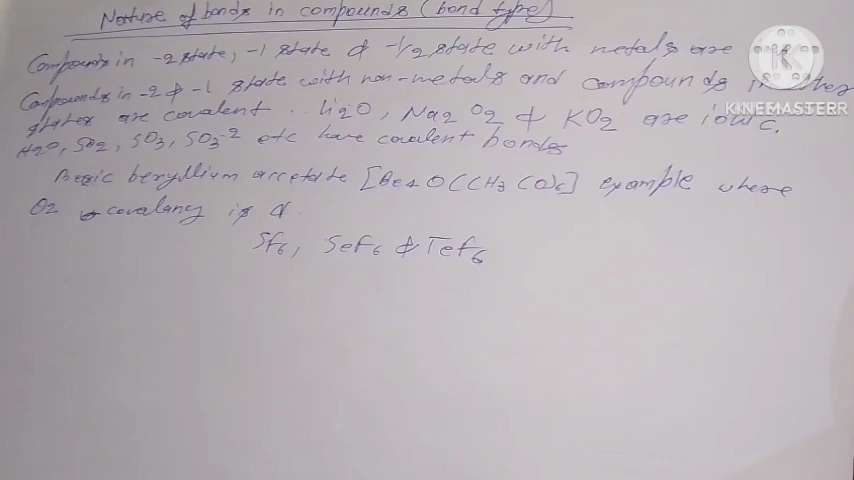 Nature of bonds in compounds (bond type)
Compounds in -2 state, -1 state & -1/2 state with metals are
Compounds in -2 & -1 state with non-metals and compounds in other
states are covalent. Li2O, Na2O2 & KO2 are ionic.
H2O, SO2, SO3, SO3-2 etc have covalent bonds
Basic beryllium acetate [Be4O(CH3CO2)6] example where
O2 covalancy is 4.
SF6, SeF6 & TeF6
K
KINEMASTERR